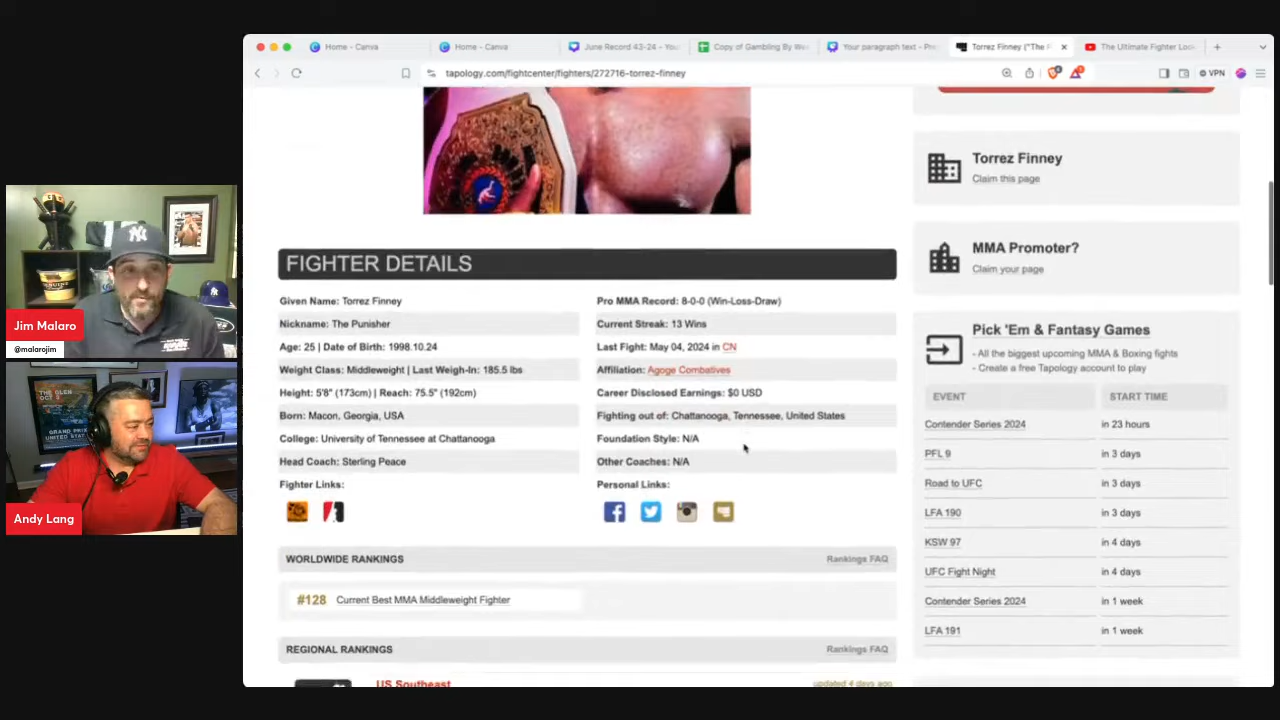 Home - Canva
Home - Canva
June Record 43-24 – You
Copy of Gambling By We
Your paragraph text - Pre
Torrez Finney ("The P
The Ultimate Fighter Loo
tapology.com/fightcenter/fighters/272716-torrez-finney
VPN
Torrez Finney
Claim this page
MMA Promoter?
Claim your page
FIGHTER DETAILS
Given Name: Torrez Finney
Pro MMA Record: 8-0-0 (Win-Loss-Draw)
Nickname: The Punisher
Current Streak: 13 Wins
Age: 25 | Date of Birth: 1998.10.24
Last Fight: May 04, 2024 in CN
Weight Class: Middleweight | Last Weigh-In: 185.5 lbs
Affiliation: Agoge Combatives
Height: 5'8" (173cm) | Reach: 75.5" (192cm)
Career Disclosed Earnings: $0 USD
Born: Macon, Georgia, USA
Fighting out of: Chattanooga, Tennessee, United States
College: University of Tennessee at Chattanooga
Foundation Style: N/A
Head Coach: Sterling Peace
Other Coaches: N/A
Fighter Links:
Personal Links:
Pick 'Em & Fantasy Games
- All the biggest upcoming MMA & Boxing fights
- Create a free Tapology account to play
EVENT
START TIME
Contender Series 2024
in 23 hours
PFL 9
in 3 days
Road to UFC
in 3 days
LFA 190
in 3 days
KSW 97
in 4 days
UFC Fight Night
in 4 days
Contender Series 2024
in 1 week
LFA 191
in 1 week
WORLDWIDE RANKINGS
Rankings FAQ
#128
Current Best MMA Middleweight Fighter
REGIONAL RANKINGS
Rankings FAQ
US Southeast
updated 4 days ago
Jim Malaro
@malarojim
Andy Lang